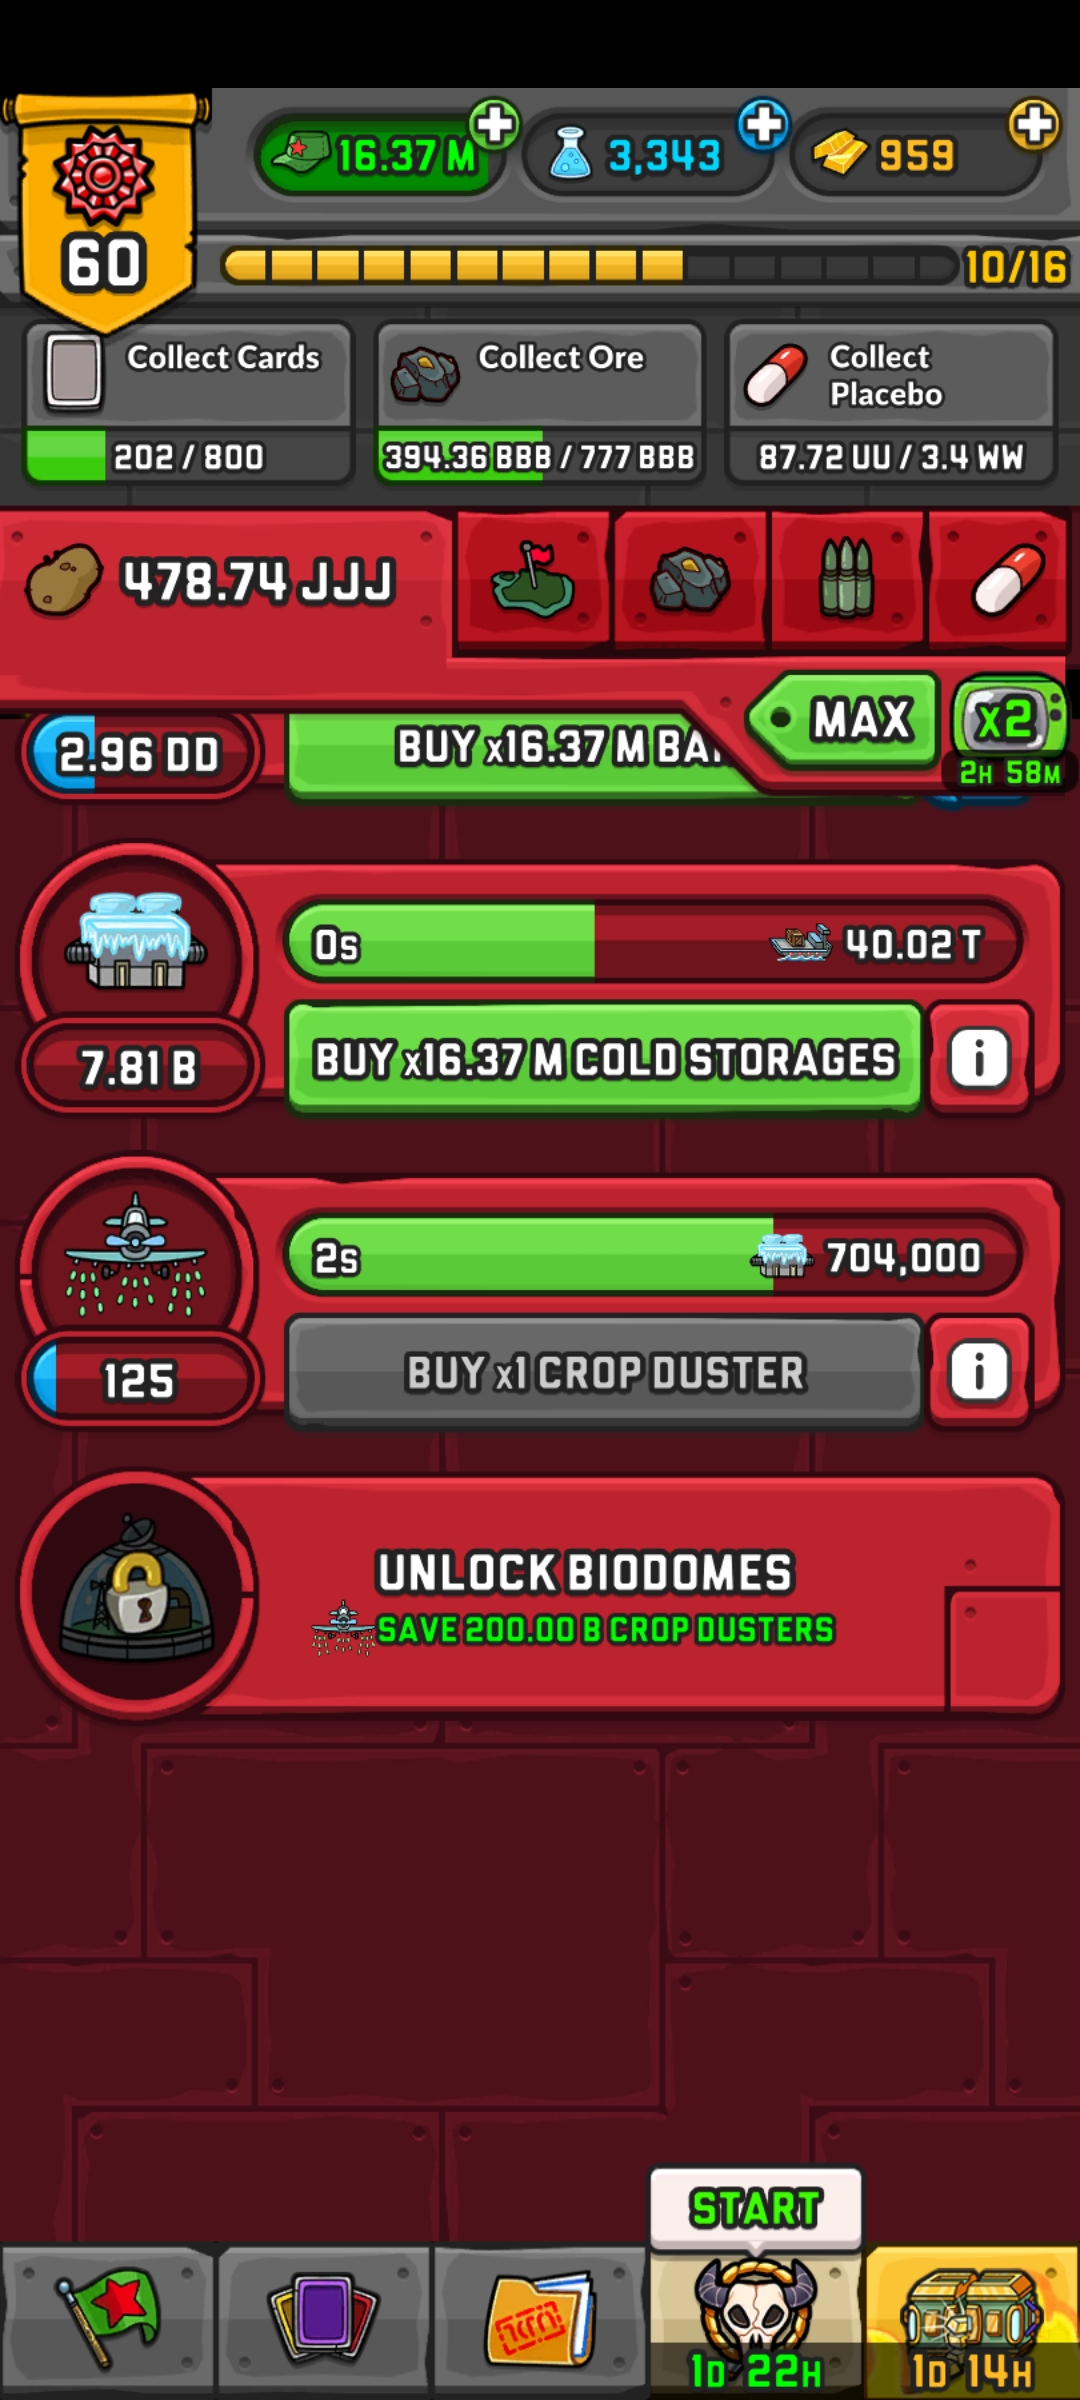 16.37 M
3,343
959
60
10/16
Collect Cards
202 / 800
Collect Ore
394.36 BBB / 777 BBB
Collect
Placebo
87.72 UU / 3.4 WW
478.74 JJJ
MAX
x2
2H 58M
2.96 DD
BUY x16.37 M
0s
40.02 T
7.81 B
BUY x16.37 M COLD STORAGES
i
2s
704,000
125
BUY x1 CROP DUSTER
i
UNLOCK BIODOMES
SAVE 200.00 B CROP DUSTERS
START
1D 22H
1D 14H